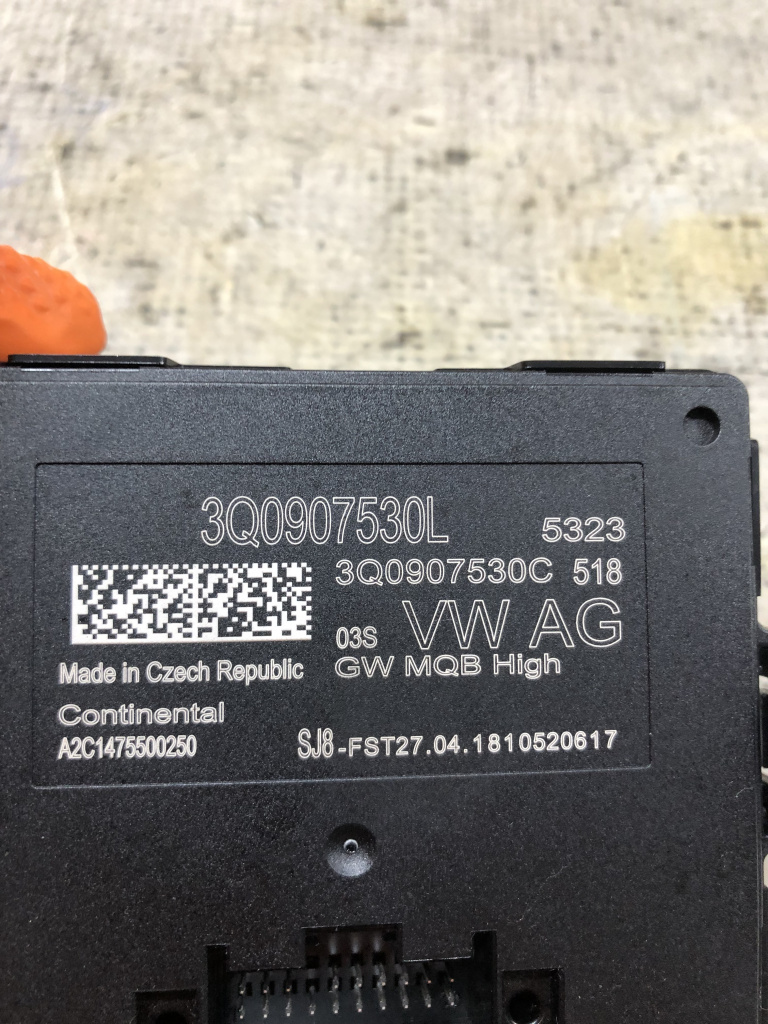 3Q0907530L 5323
3Q0907530C 518
03S VW AG
Made in Czech Republic GW MQB High
Continental
A2C1475500250 SJ8-FST27.04.1810520617